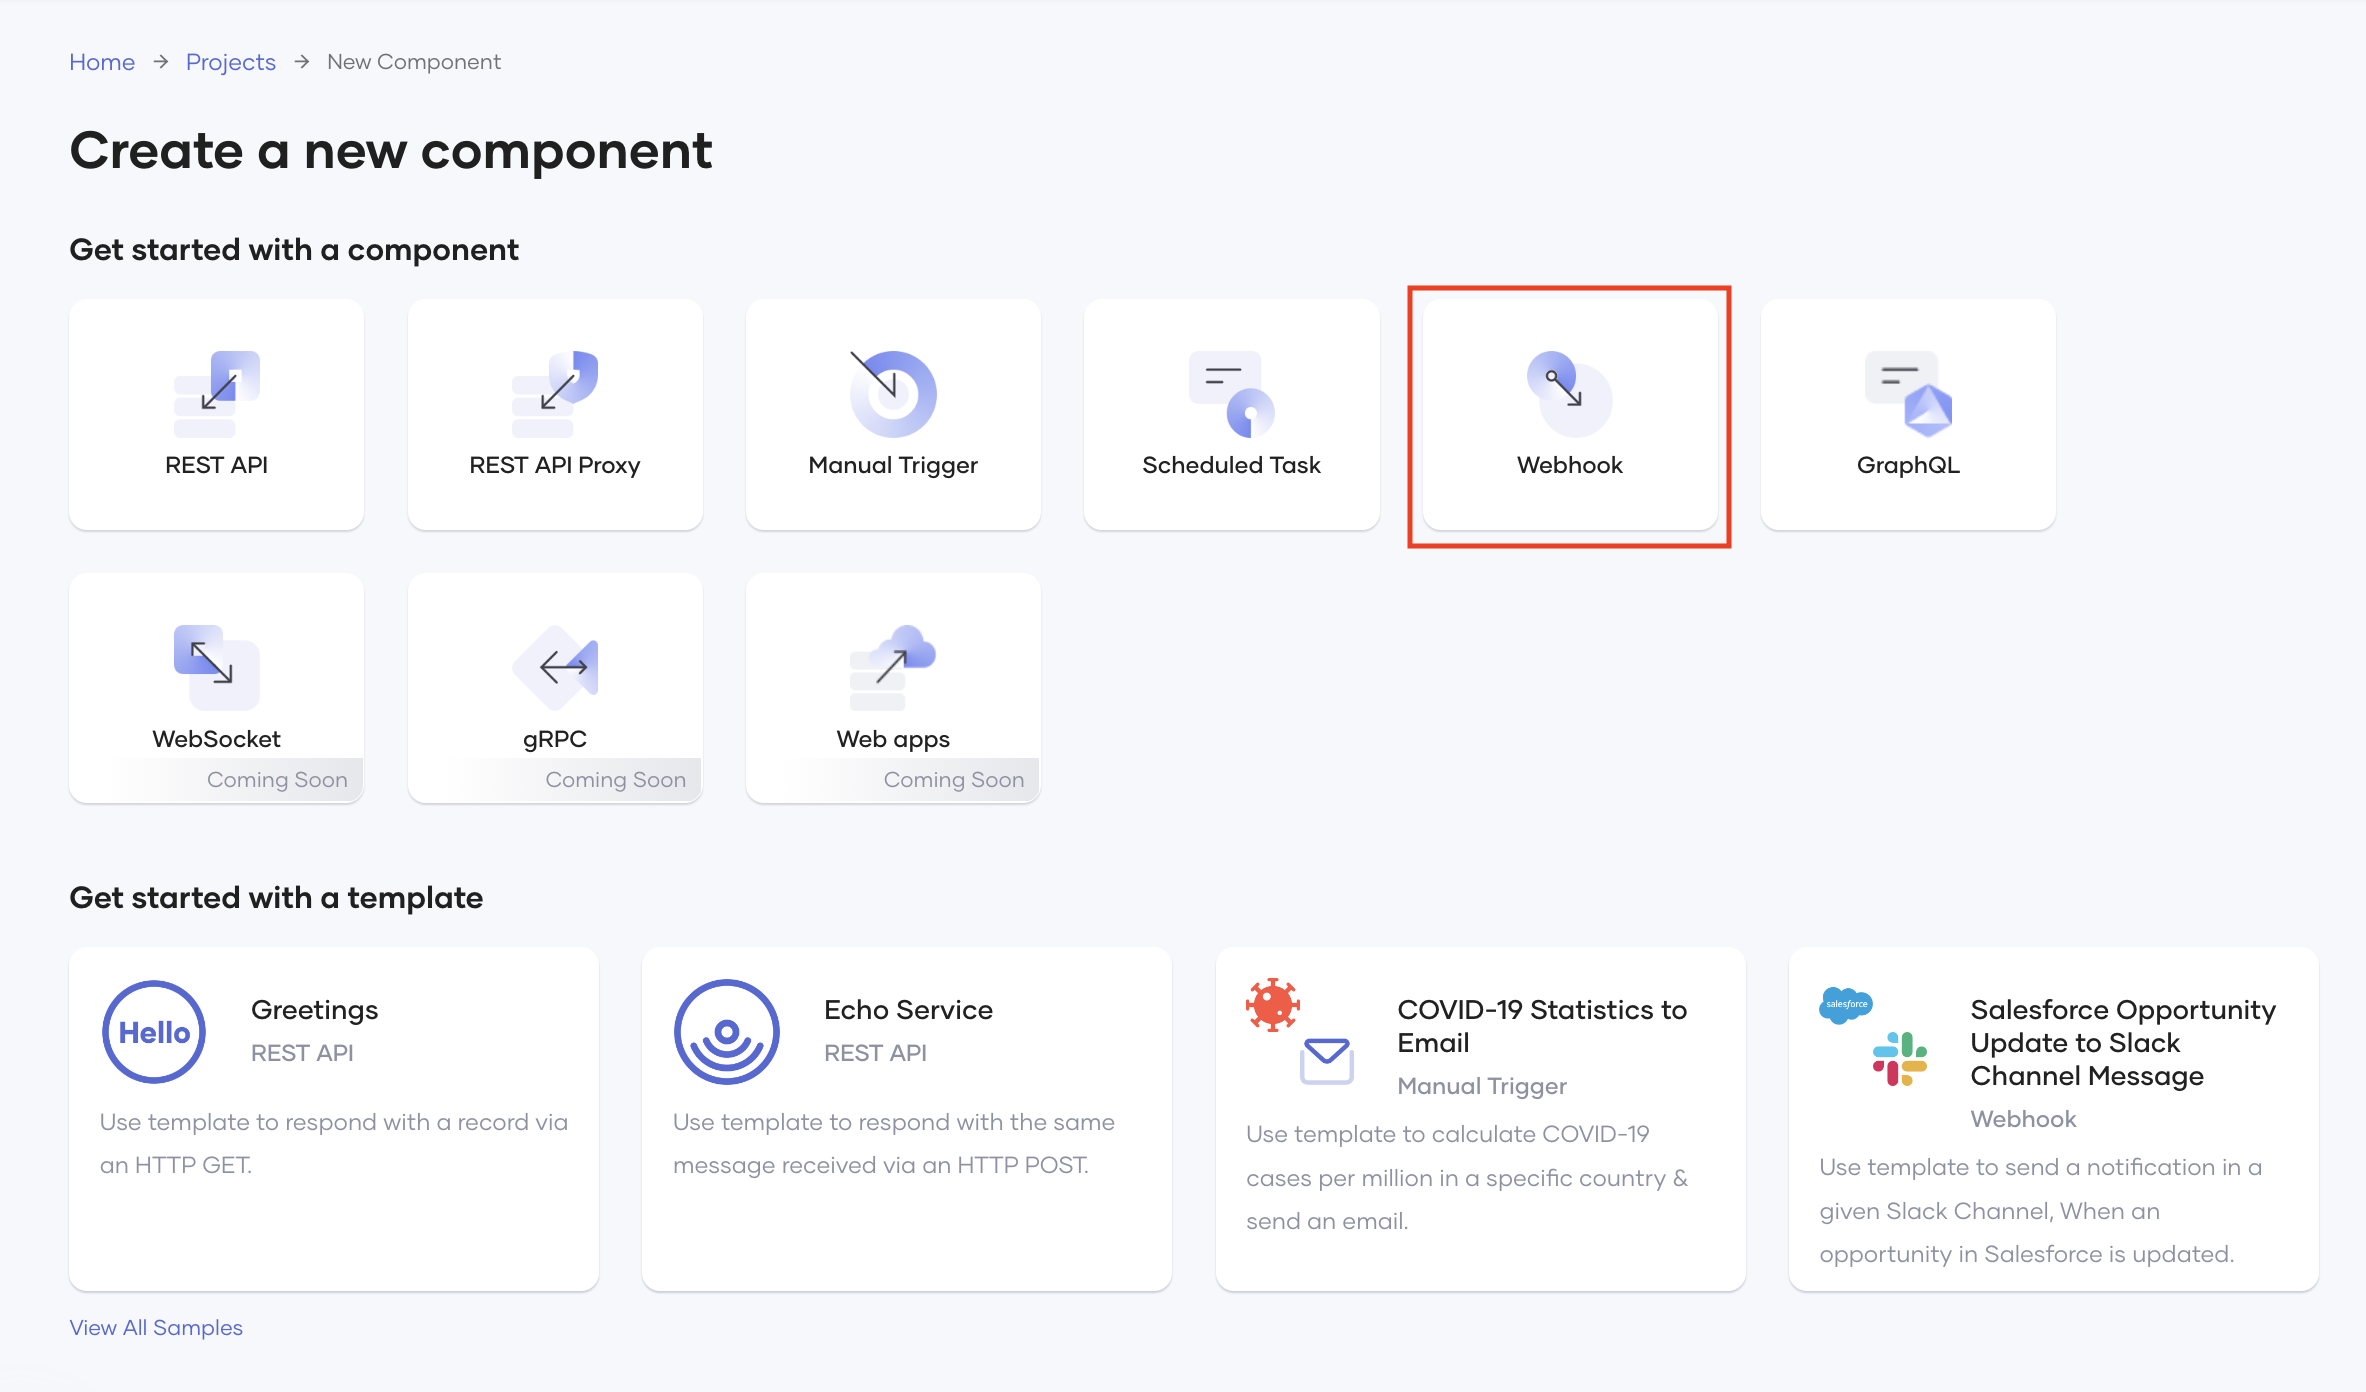 Home → Projects → New Component
Create a new component
Get started with a component
REST API
REST API Proxy
Manual Trigger
Scheduled Task
Webhook
GraphQL
WebSocket
Coming Soon
gRPC
Coming Soon
Web apps
Coming Soon
Get started with a template
Hello
Greetings
REST API
Use template to respond with a record via
an HTTP GET.
Echo Service
REST API
Use template to respond with the same
message received via an HTTP POST.
COVID-19 Statistics to
Email
Manual Trigger
Use template to calculate COVID-19
cases per million in a specific country &
send an email.
salesforce
Salesforce Opportunity
Update to Slack
Channel Message
Webhook
Use template to send a notification in a
given Slack Channel, When an
opportunity in Salesforce is updated.
View All Samples